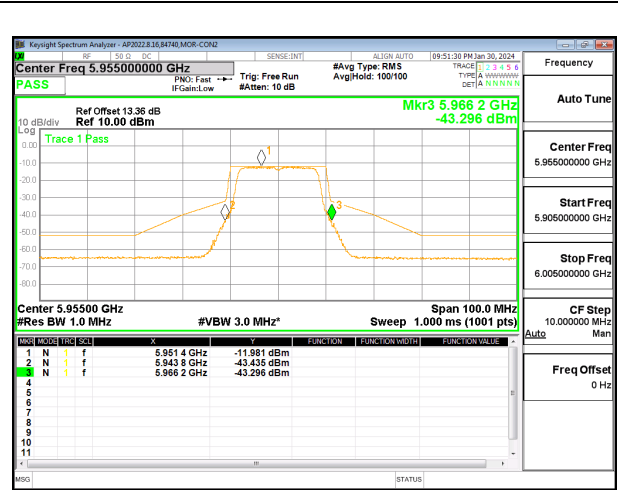 Keysight Spectrum Analyzer - AP2022.8.16,84740,MOR-CON2
RF 50 Ω DC SENSE:INT ALIGN AUTO 09:51:30 PM Jan 30, 2024
Center Freq 5.955000000 GHz
PASS
PNO: Fast
IFGain:Low
Trig: Free Run
#Atten: 10 dB
#Avg Type: RMS
Avg|Hold: 100/100
TRACE 1 2 3 4 5 6
TYPE A WWWWW
DET A N N N N N
Ref Offset 13.36 dB
10 dB/div Ref 10.00 dBm
Log
Mkr3 5.966 2 GHz
-43.296 dBm
Trace 1 Pass
0.00
-10.0
-20.0
-30.0
-40.0
-50.0
-60.0
-70.0
-80.0
1
2
3
Center 5.95500 GHz
Span 100.0 MHz
#Res BW 1.0 MHz
#VBW 3.0 MHz*
Sweep 1.000 ms (1001 pts)
MKR MODE TRC SCL X Y FUNCTION FUNCTION WIDTH FUNCTION VALUE
1 N 1 f 5.951 4 GHz -11.981 dBm
2 N 1 f 5.943 8 GHz -43.435 dBm
3 N 1 f 5.966 2 GHz -43.296 dBm
4
5
6
7
8
9
10
11
MSG STATUS
Frequency
Auto Tune
Center Freq
5.955000000 GHz
Start Freq
5.905000000 GHz
Stop Freq
6.005000000 GHz
CF Step
10.000000 MHz
Auto Man
Freq Offset
0 Hz